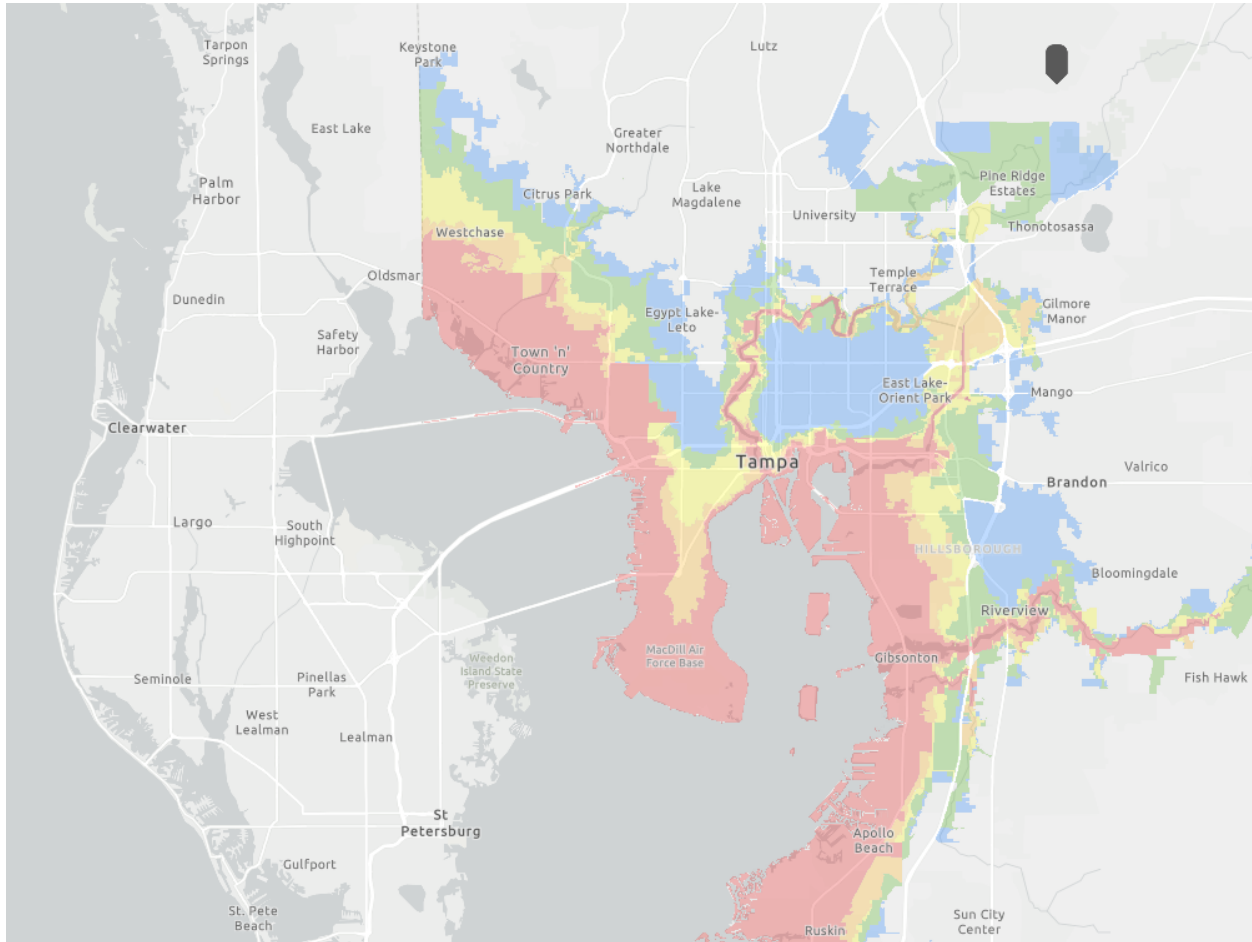 Tarpon
Springs
Keystone
Park
Lutz
East Lake
Greater
Northdale
Palm
Harbor
Citrus Park
Lake
Magdalene
Pine Ridge
Estates
University
Thonotosassa
Westchase
Oldsmar
Temple
Terrace
Dunedin
Egypt Lake-
Leto
Gilmore
Manor
Safety
Harbor
Town 'n'
Country
East Lake-
Orient Park
Mango
Clearwater
Tampa
Valrico
Brandon
Largo
South
Highpoint
HILLSBOROUGH
Bloomingdale
Riverview
MacDill Air
Force Base
Gibsonton
Weedon
Island State
Preserve
Seminole
Pinellas
Park
Fish Hawk
West
Lealman
Lealman
St
Petersburg
Apollo
Beach
Gulfport
St. Pete
Beach
Ruskin
Sun City
Center